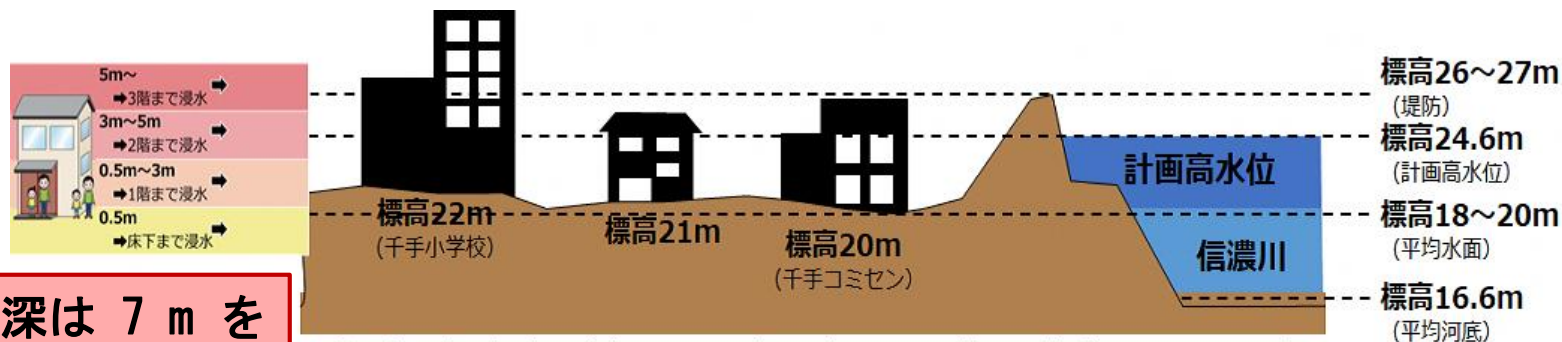 5m～
➡3階まで浸水 ➡
3m～5m
➡2階まで浸水 ➡
0.5m～3m
➡1階まで浸水 ➡
0.5m
➡床下まで浸水 ➡
深は 7 m を
標高22m
(千手小学校)
標高21m
標高20m
(千手コミセン)
計画高水位
信濃川
標高26～27m
(堤防)
標高24.6m
(計画高水位)
標高18～20m
(平均水面)
標高16.6m
(平均河底)